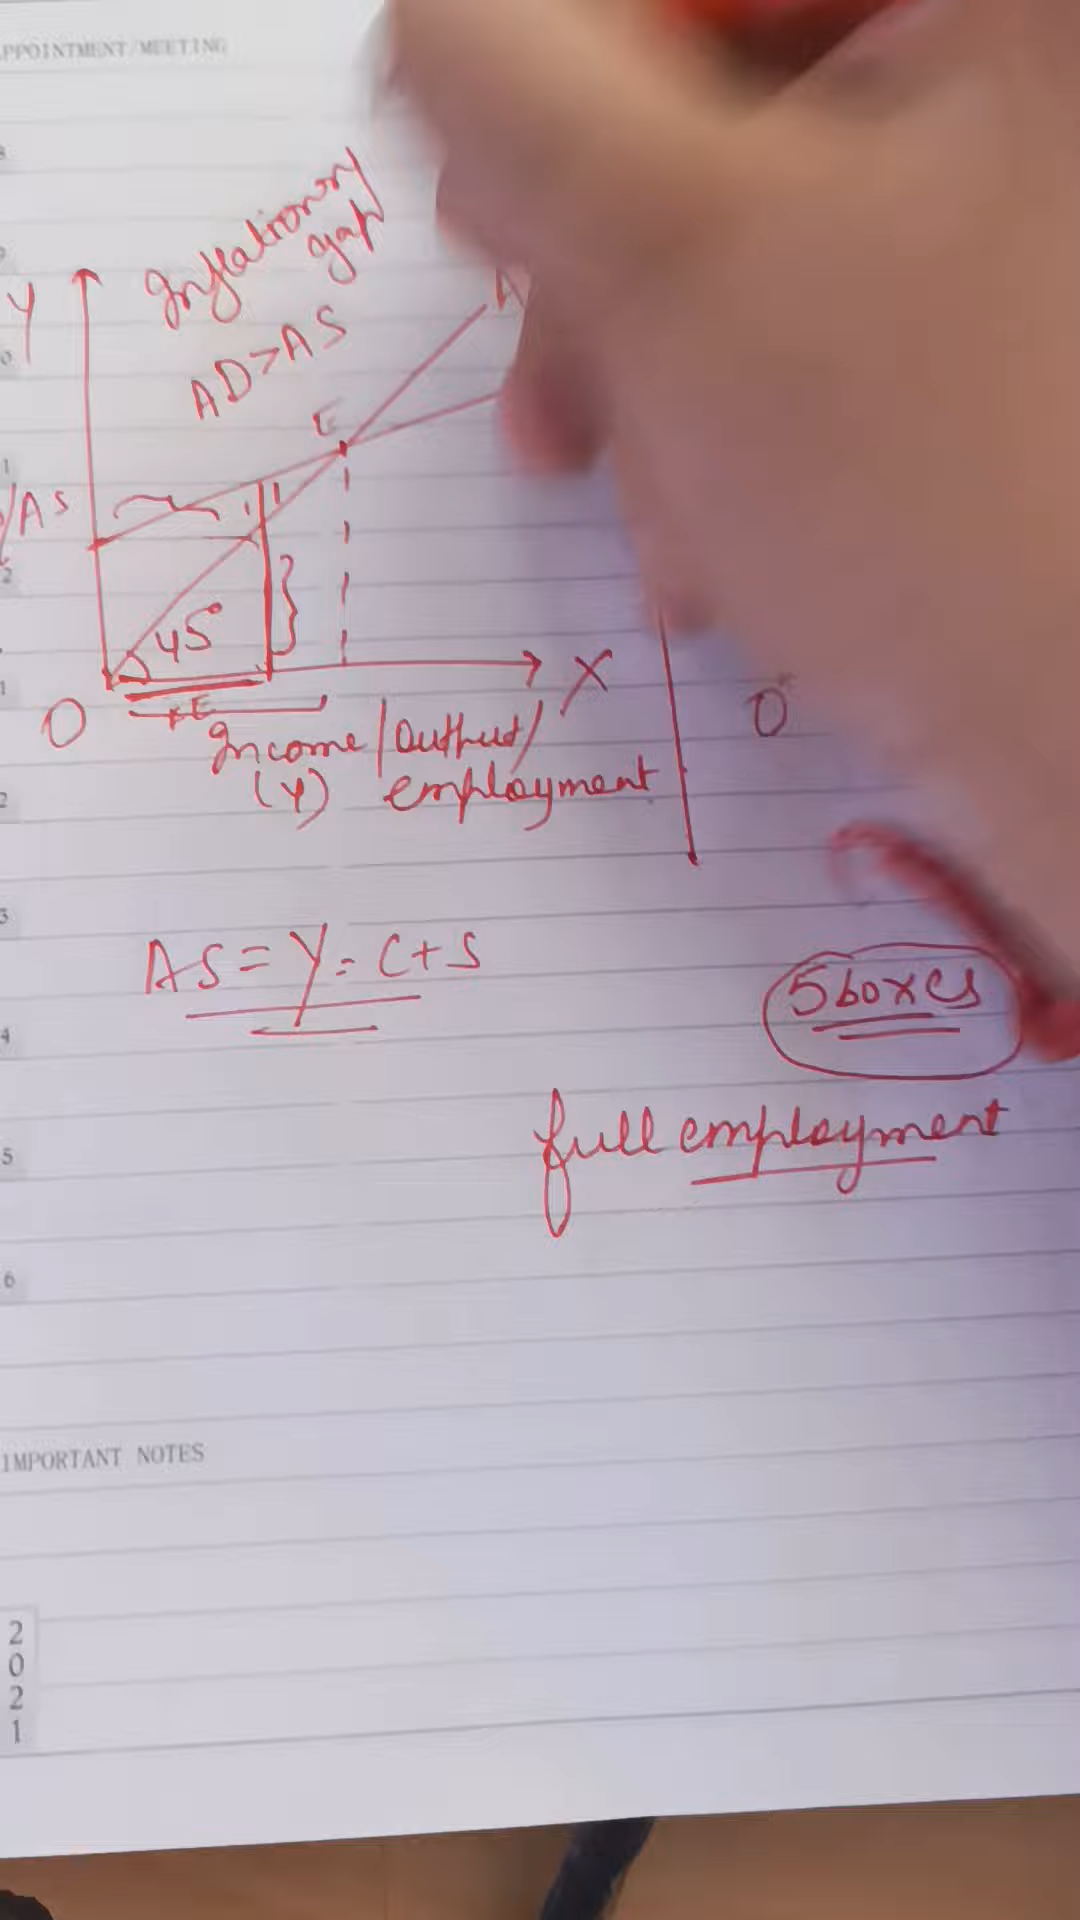 APPOINTMENT/MEETING
Inflationary
gap
AD>AS
Y
E
/AS
45°
O
X
FE
Income/Output/
(Y) employment
O
AS=Y=C+S
5 boxes
full employment
IMPORTANT NOTES
2
0
2
1